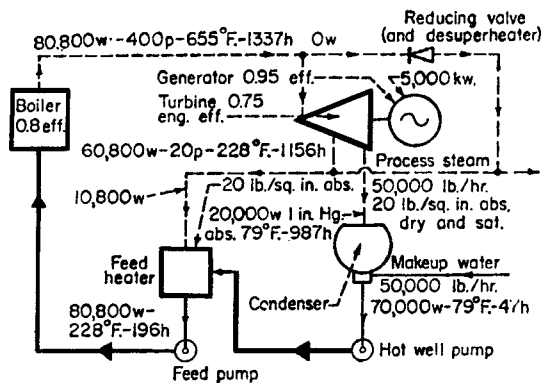 Reducing valve
(and desuperheater)
80,800w--400p-655°F.-1337h
0w
Generator 0.95 eff.
5,000 kw.
Boiler
0.8 eff.
Turbine 0.75
eng. eff.
60,800w-20p-228°F-1156h
Process steam
10,800w
20 lb./sq. in. abs.
50,000 lb./hr.
20 lb./sq. in. abs.
dry and sat.
20,000w 1 in Hg.
abs. 79°F-987h
Feed
heater
Makeup water
50,000 lb./hr.
Condenser
70,000w-79°F-47h
80,800w-
228°F.-196h
Hot well pump
Feed pump